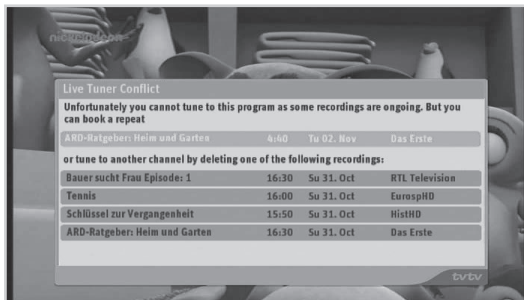 nickelodeon
Live Tuner Conflict
Unfortunately you cannot tune to this program as some recordings are ongoing. But you
can book a repeat
ARD-Ratgeber: Heim und Garten 4:40 Tu 02. Nov Das Erste
or tune to another channel by deleting one of the following recordings:
Bauer sucht Frau Episode: 1 16:30 Su 31. Oct RTL Television
Tennis 16:00 Su 31. Oct EurospHD
Schlüssel zur Vergangenheit 15:50 Su 31. Oct HistHD
ARD-Ratgeber: Heim und Garten 16:30 Su 31. Oct Das Erste
tvtv